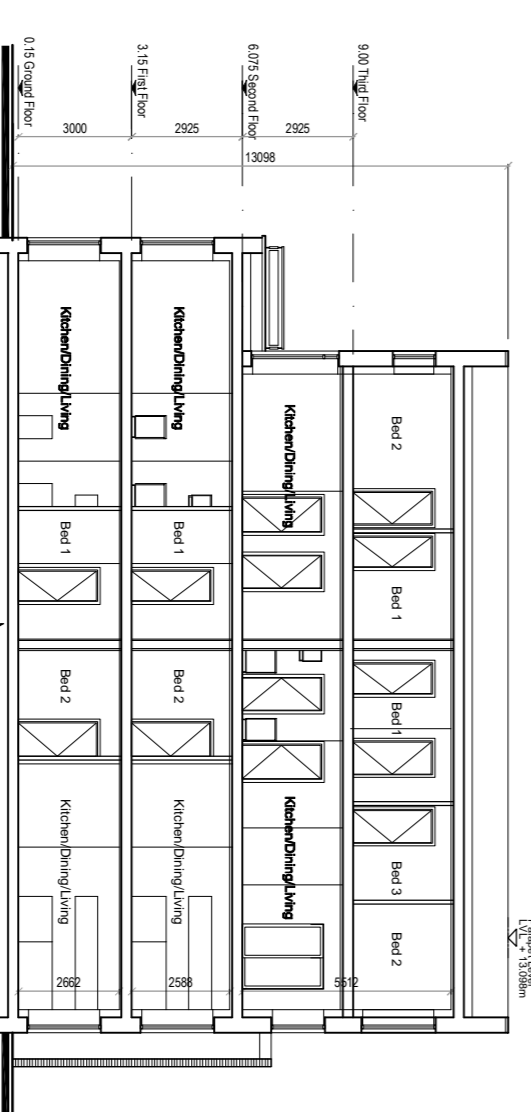 9.00 Third Floor
6.075 Second Floor
3.15 First Floor
0.15 Ground Floor
3000
2925
2925
13098
Bed 2
Bed 1
Bed 1
Bed 3
Bed 2
Kitchen/Dining/Living
Kitchen/Dining/Living
5512
Kitchen/Dining/Living
Bed 1
Bed 2
Kitchen/Dining/Living
2588
Kitchen/Dining/Living
Bed 1
Bed 2
Kitchen/Dining/Living
2662
LVL + 13.098m